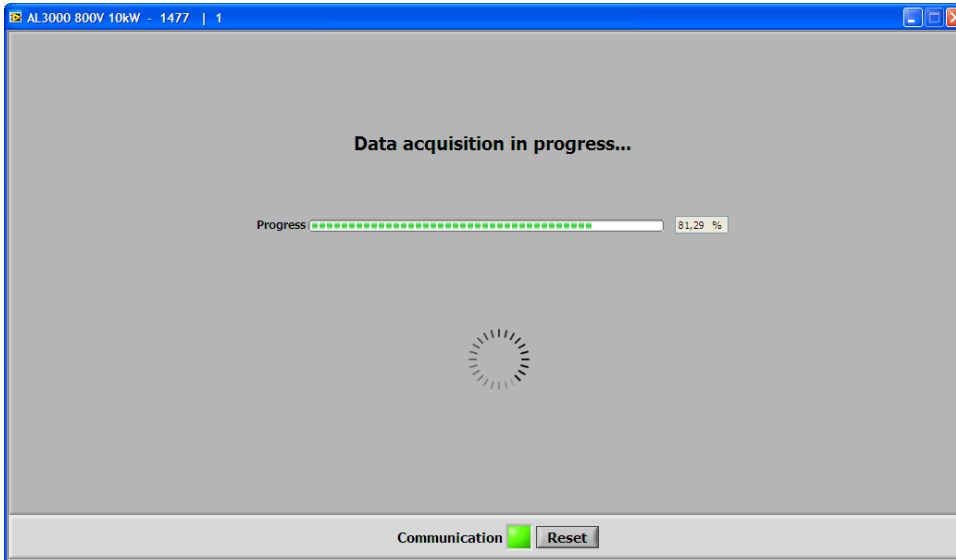 AL3000 800V 10kW - 1477 | 1
Data acquisition in progress...
Progress 81,29 %
Communication Reset